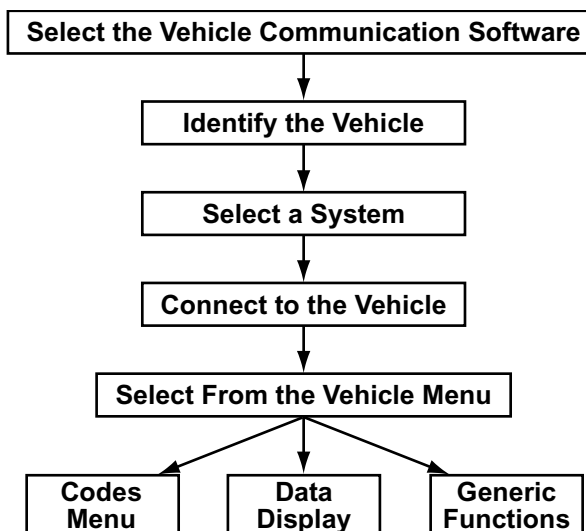 Select the Vehicle Communication Software
Identify the Vehicle
Select a System
Connect to the Vehicle
Select From the Vehicle Menu
Codes
Menu
Data
Display
Generic
Functions